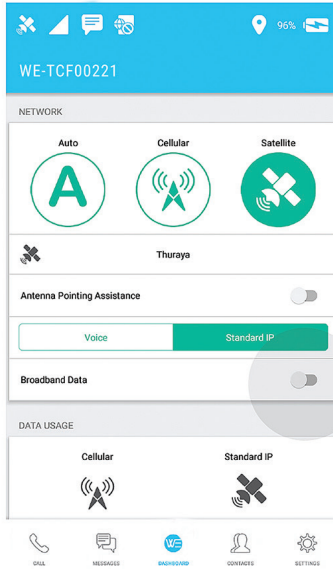 96%
WE-TCF00221
NETWORK
Auto Cellular Satellite
A
Thuraya
Antenna Pointing Assistance
Voice Standard IP
Broadband Data
DATA USAGE
Cellular Standard IP
WE
CALL MESSAGES DASHBOARD CONTACTS SETTINGS